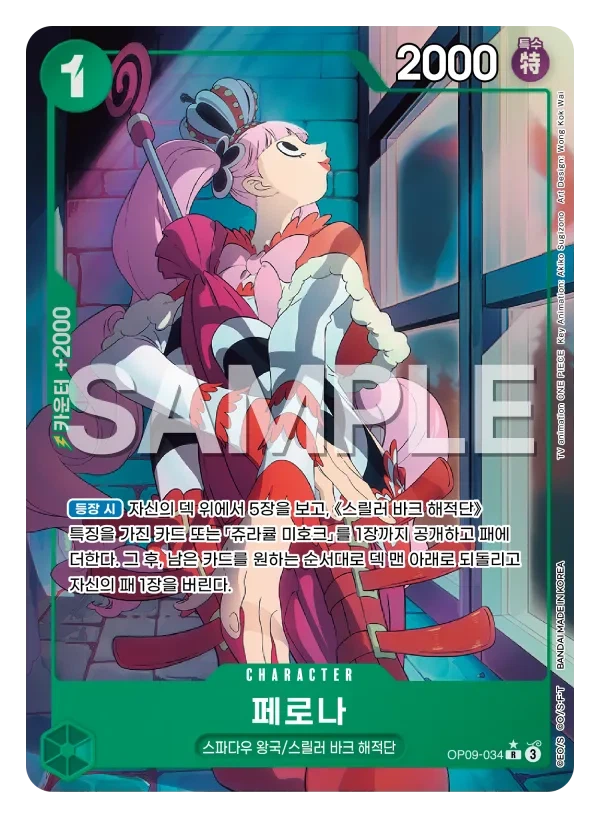 1
2000
특수
特
카운터 +2000
TV animation ONE PIECE Key Animation: Akiko Sugizono Art Design: Wong Kok Wai
SAMPLE
등장 시 자신의 덱 위에서 5장을 보고, 《스릴러 바크 해적단》
특징을 가진 카드 또는 「쥬라큘 미호크」를 1장까지 공개하고 패에
더한다. 그 후, 남은 카드를 원하는 순서대로 덱 맨 아래로 되돌리고
자신의 패 1장을 버린다.
©EO/S ©O/S·F·T BANDAI MADE IN KOREA
CHARACTER
페로나
스파다우 왕국/스릴러 바크 해적단
OP09-034 R 3